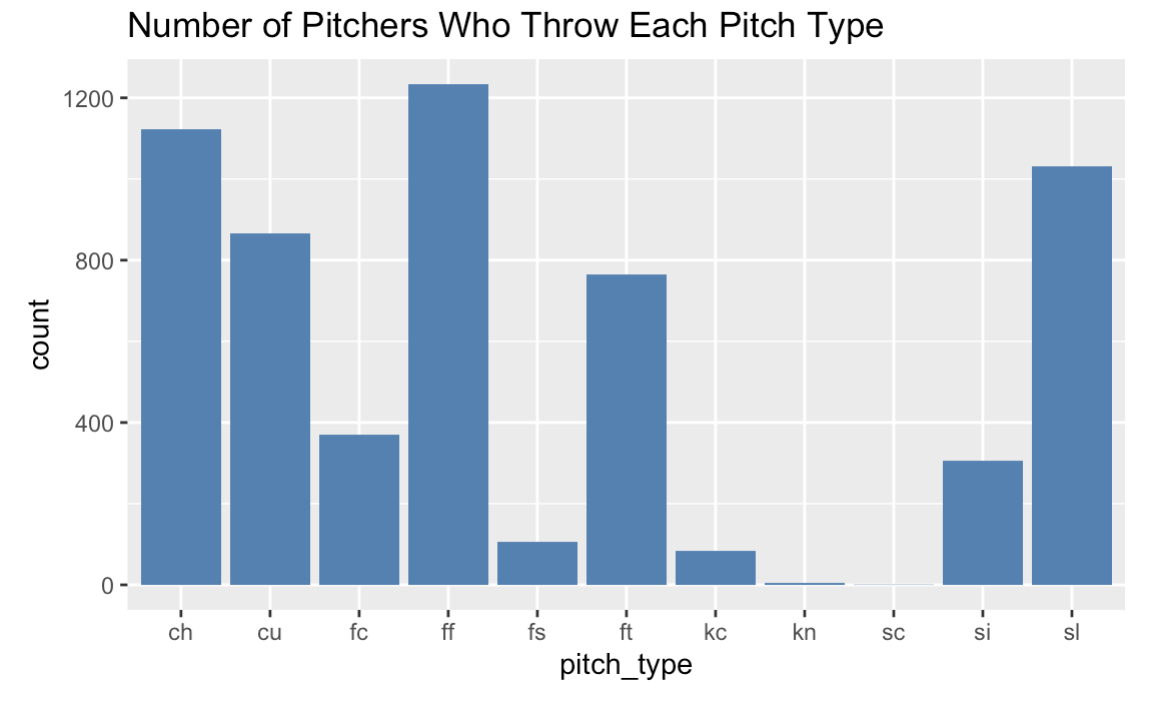 Number of Pitchers Who Throw Each Pitch Type
1200
800
400
0
count
ch cu fc ff fs ft kc kn sc si sl
pitch_type